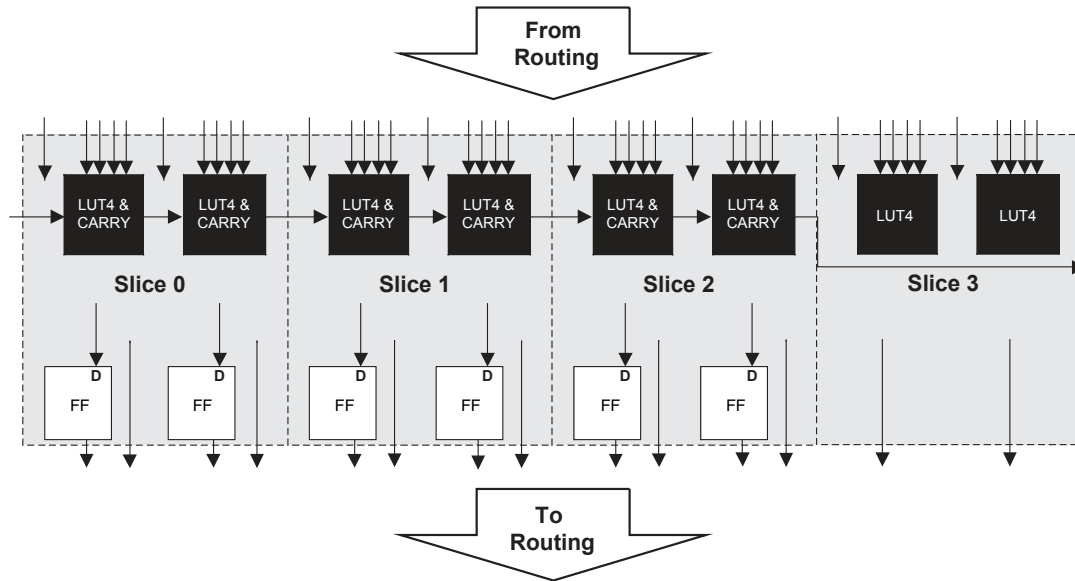 From
Routing
LUT4 &
CARRY
LUT4 &
CARRY
LUT4 &
CARRY
LUT4 &
CARRY
LUT4 &
CARRY
LUT4 &
CARRY
LUT4
LUT4
Slice 0
Slice 1
Slice 2
Slice 3
D
FF
D
FF
D
FF
D
FF
D
FF
D
FF
To
Routing